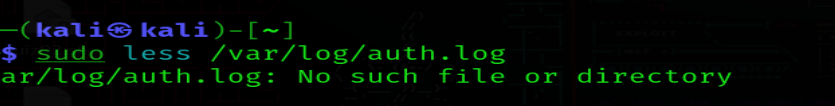 ─(kali㉿kali)-[~]
$ sudo less /var/log/auth.log
ar/log/auth.log: No such file or directory